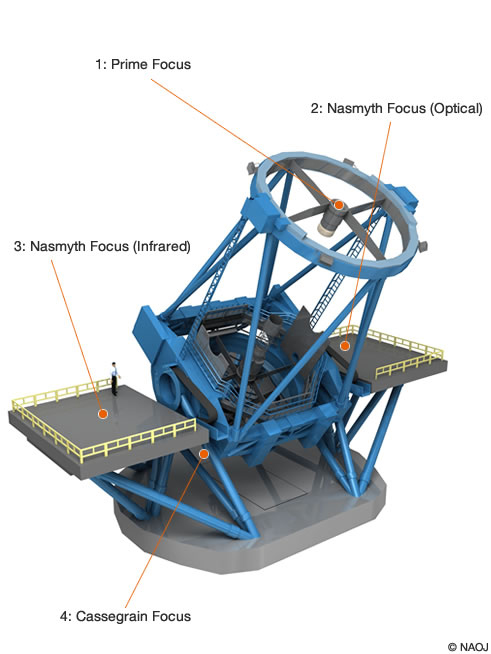 1: Prime Focus
2: Nasmyth Focus (Optical)
3: Nasmyth Focus (Infrared)
4: Cassegrain Focus
© NAOJ